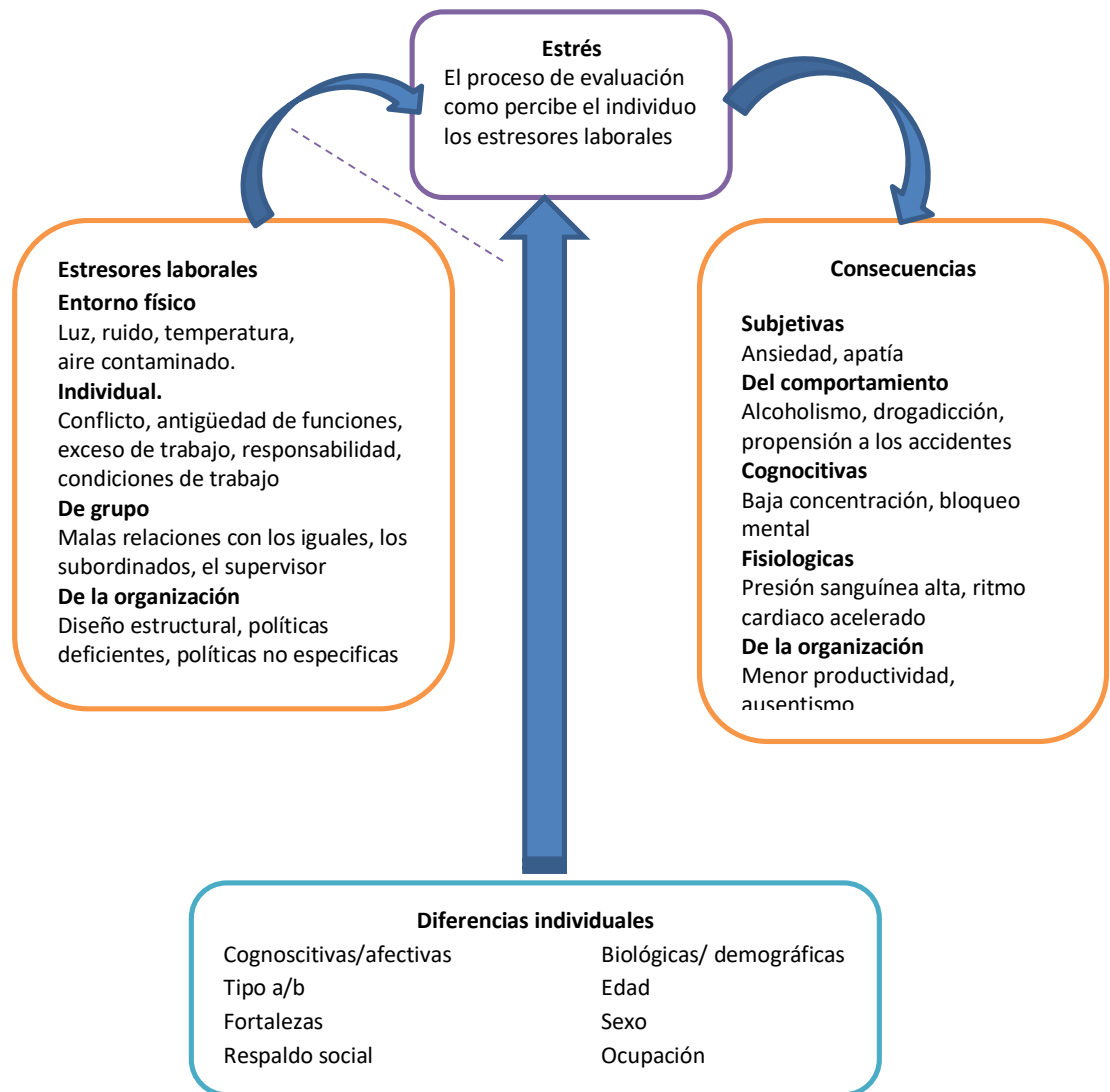 Estrés
El proceso de evaluación
como percibe el individuo
los estresores laborales
Estresores laborales
Entorno físico
Luz, ruido, temperatura,
aire contaminado.
Individual.
Conflicto, antigüedad de funciones,
exceso de trabajo, responsabilidad,
condiciones de trabajo
De grupo
Malas relaciones con los iguales, los
subordinados, el supervisor
De la organización
Diseño estructural, políticas
deficientes, políticas no especificas
Consecuencias
Subjetivas
Ansiedad, apatía
Del comportamiento
Alcoholismo, drogadicción,
propensión a los accidentes
Cognocitivas
Baja concentración, bloqueo
mental
Fisiologicas
Presión sanguínea alta, ritmo
cardiaco acelerado
De la organización
Menor productividad,
ausentismo
Diferencias individuales
Cognoscitivas/afectivas
Tipo a/b
Fortalezas
Respaldo social
Biológicas/ demográficas
Edad
Sexo
Ocupación